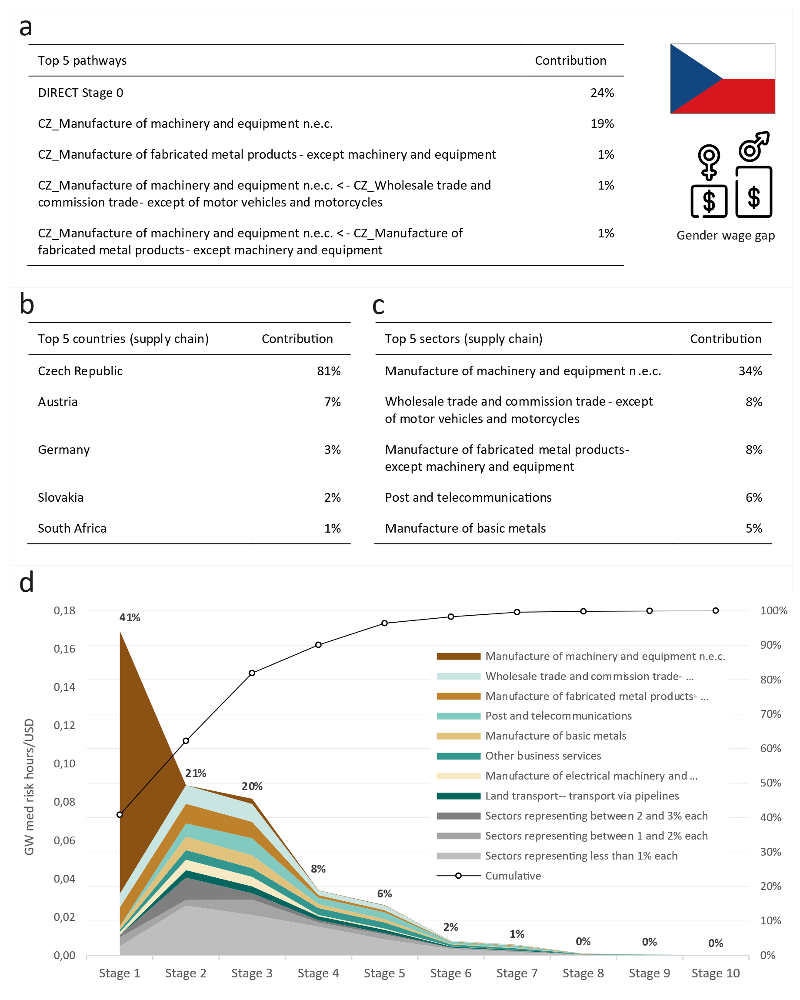 a
Top 5 pathways Contribution
DIRECT Stage 0 24%
CZ_Manufacture of machinery and equipment n.e.c. 19%
CZ_Manufacture of fabricated metal products - except machinery and equipment 1%
CZ_Manufacture of machinery and equipment n.e.c. <- CZ_Wholesale trade and 1%
commission trade- except of motor vehicles and motorcycles
CZ_Manufacture of machinery and equipment n.e.c. <- CZ_Manufacture of 1%
fabricated metal products- except machinery and equipment
$ $
Gender wage gap
b
Top 5 countries (supply chain) Contribution
Czech Republic 81%
Austria 7%
Germany 3%
Slovakia 2%
South Africa 1%
c
Top 5 sectors (supply chain) Contribution
Manufacture of machinery and equipment n.e.c. 34%
Wholesale trade and commission trade - except 8%
of motor vehicles and motorcycles
Manufacture of fabricated metal products- 8%
except machinery and equipment
Post and telecommunications 6%
Manufacture of basic metals 5%
d
GW med risk hours/USD
0,18
0,16
0,14
0,12
0,10
0,08
0,06
0,04
0,02
0,00
41%
21%
20%
8%
6%
2%
1%
0%
0%
0%
Manufacture of machinery and equipment n.e.c.
Wholesale trade and commission trade- ...
Manufacture of fabricated metal products- ...
Post and telecommunications
Manufacture of basic metals
Other business services
Manufacture of electrical machinery and ...
Land transport-- transport via pipelines
Sectors representing between 2 and 3% each
Sectors representing between 1 and 2% each
Sectors representing less than 1% each
Cumulative
100%
90%
80%
70%
60%
50%
40%
30%
20%
10%
0%
Stage 1 Stage 2 Stage 3 Stage 4 Stage 5 Stage 6 Stage 7 Stage 8 Stage 9 Stage 10